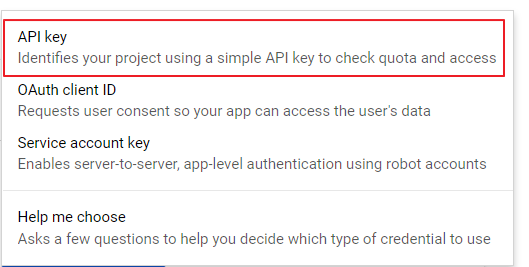 API key
Identifies your project using a simple API key to check quota and access
OAuth client ID
Requests user consent so your app can access the user's data
Service account key
Enables server-to-server, app-level authentication using robot accounts
Help me choose
Asks a few questions to help you decide which type of credential to use